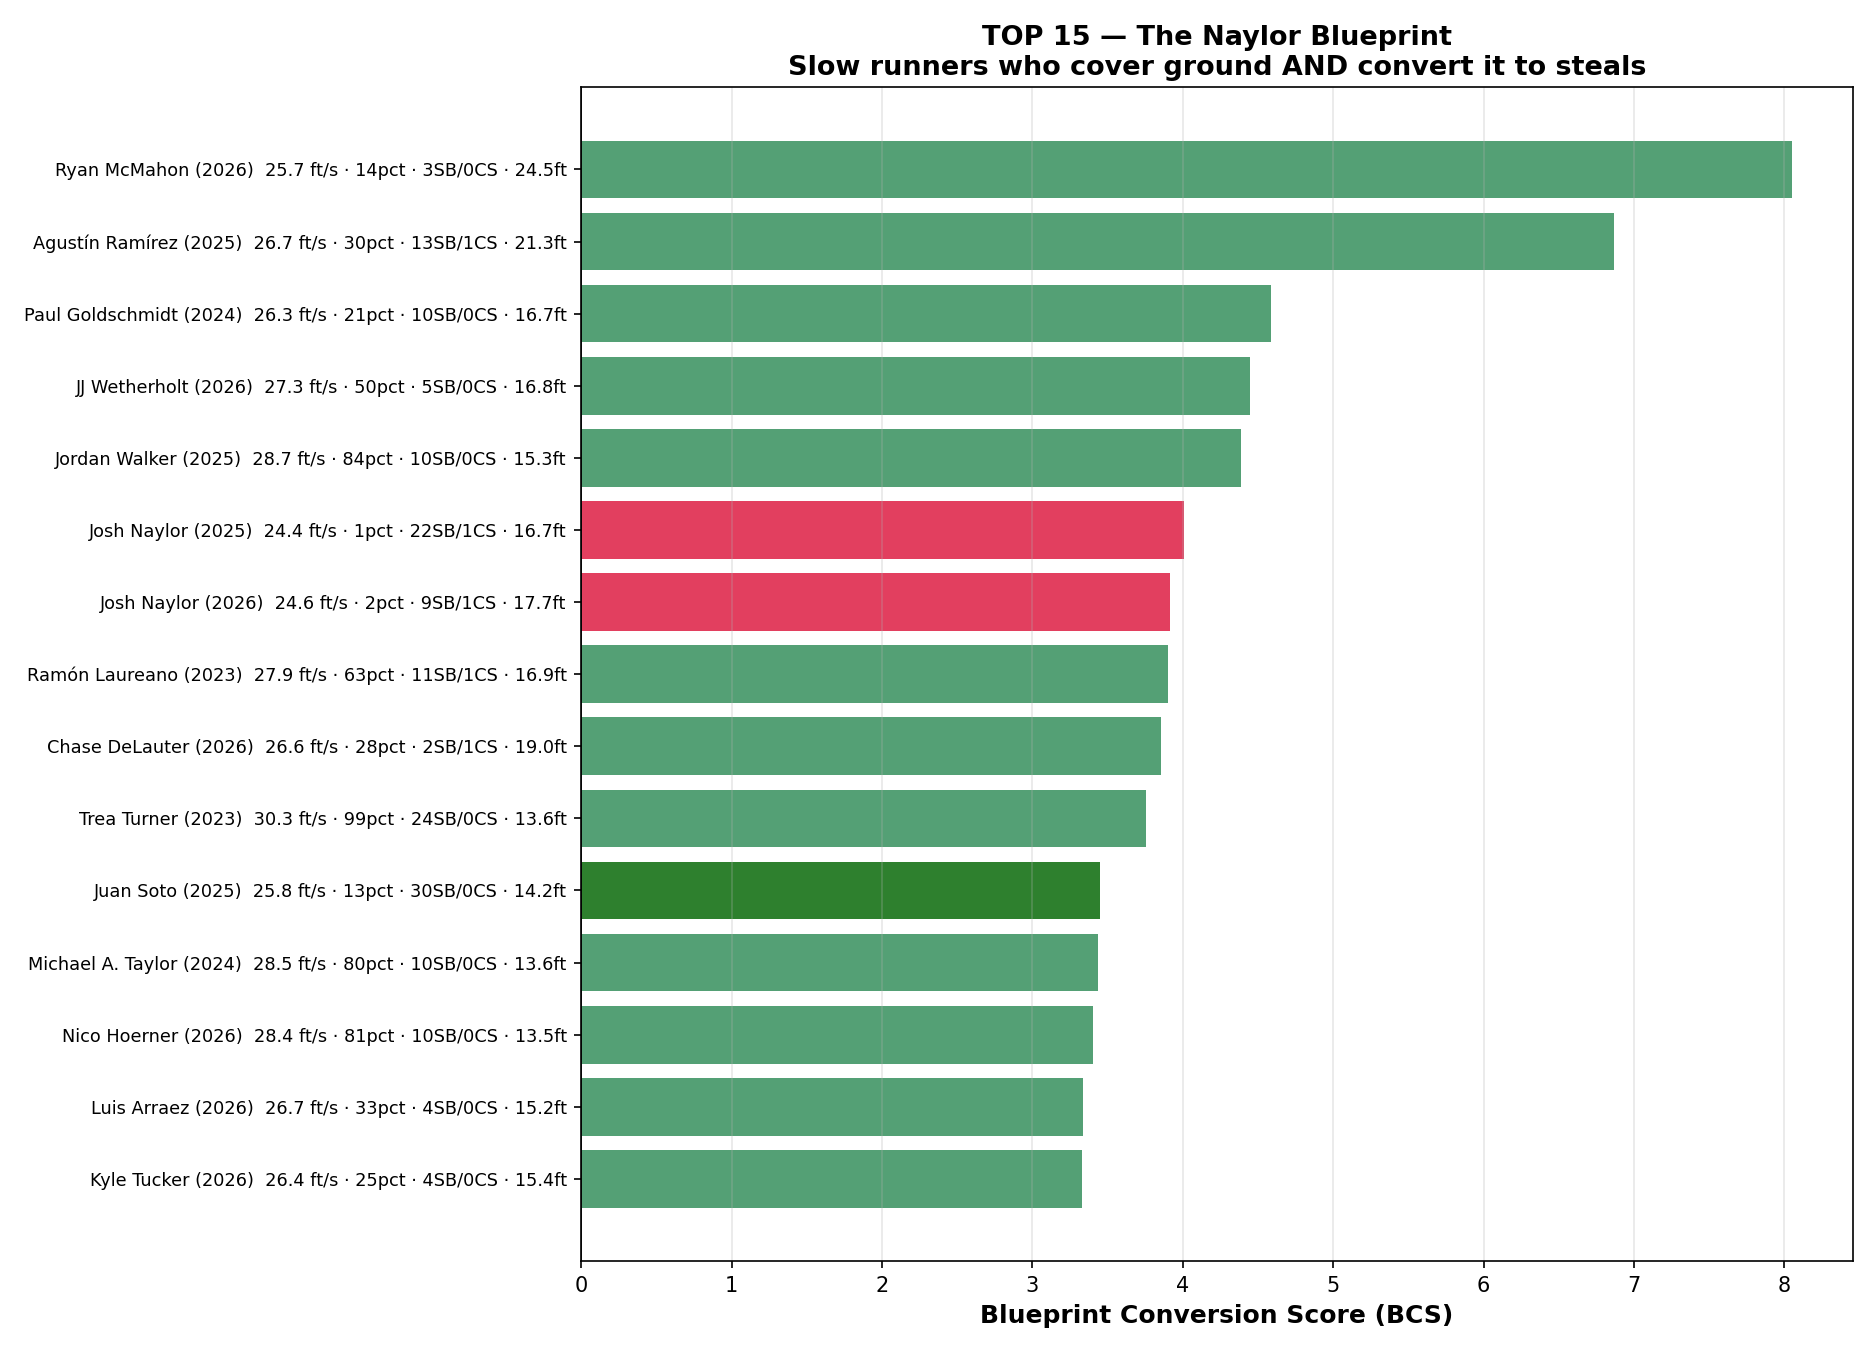 TOP 15 — The Naylor Blueprint
Slow runners who cover ground AND convert it to steals
Ryan McMahon (2026)  25.7 ft/s · 14pct · 3SB/0CS · 24.5ft
Agustín Ramírez (2025)  26.7 ft/s · 30pct · 13SB/1CS · 21.3ft
Paul Goldschmidt (2024)  26.3 ft/s · 21pct · 10SB/0CS · 16.7ft
JJ Wetherholt (2026)  27.3 ft/s · 50pct · 5SB/0CS · 16.8ft
Jordan Walker (2025)  28.7 ft/s · 84pct · 10SB/0CS · 15.3ft
Josh Naylor (2025)  24.4 ft/s · 1pct · 22SB/1CS · 16.7ft
Josh Naylor (2026)  24.6 ft/s · 2pct · 9SB/1CS · 17.7ft
Ramón Laureano (2023)  27.9 ft/s · 63pct · 11SB/1CS · 16.9ft
Chase DeLauter (2026)  26.6 ft/s · 28pct · 2SB/1CS · 19.0ft
Trea Turner (2023)  30.3 ft/s · 99pct · 24SB/0CS · 13.6ft
Juan Soto (2025)  25.8 ft/s · 13pct · 30SB/0CS · 14.2ft
Michael A. Taylor (2024)  28.5 ft/s · 80pct · 10SB/0CS · 13.6ft
Nico Hoerner (2026)  28.4 ft/s · 81pct · 10SB/0CS · 13.5ft
Luis Arraez (2026)  26.7 ft/s · 33pct · 4SB/0CS · 15.2ft
Kyle Tucker (2026)  26.4 ft/s · 25pct · 4SB/0CS · 15.4ft
0 1 2 3 4 5 6 7 8
Blueprint Conversion Score (BCS)